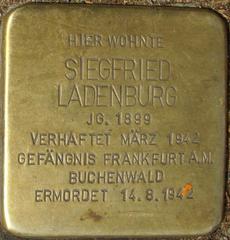 HIER WOHNTE
SIEGFRIED
LADENBURG
JG. 1899
VERHAFTET MÄRZ 1942
GEFÄNGNIS FRANKFURT A.M.
BUCHENWALD
ERMORDET 14.8.1942